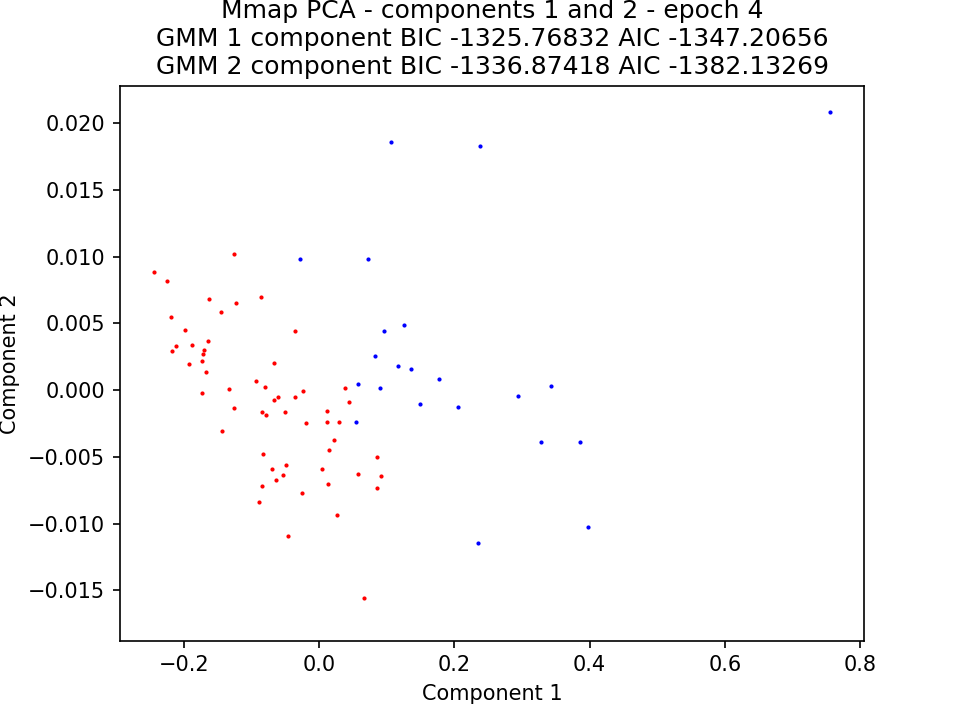 Mmap PCA - components 1 and 2 - epoch 4
GMM 1 component BIC -1325.76832 AIC -1347.20656
GMM 2 component BIC -1336.87418 AIC -1382.13269
0.020
0.015
0.010
0.005
0.000
−0.005
−0.010
−0.015
Component 2
−0.2
0.0
0.2
0.4
0.6
0.8
Component 1